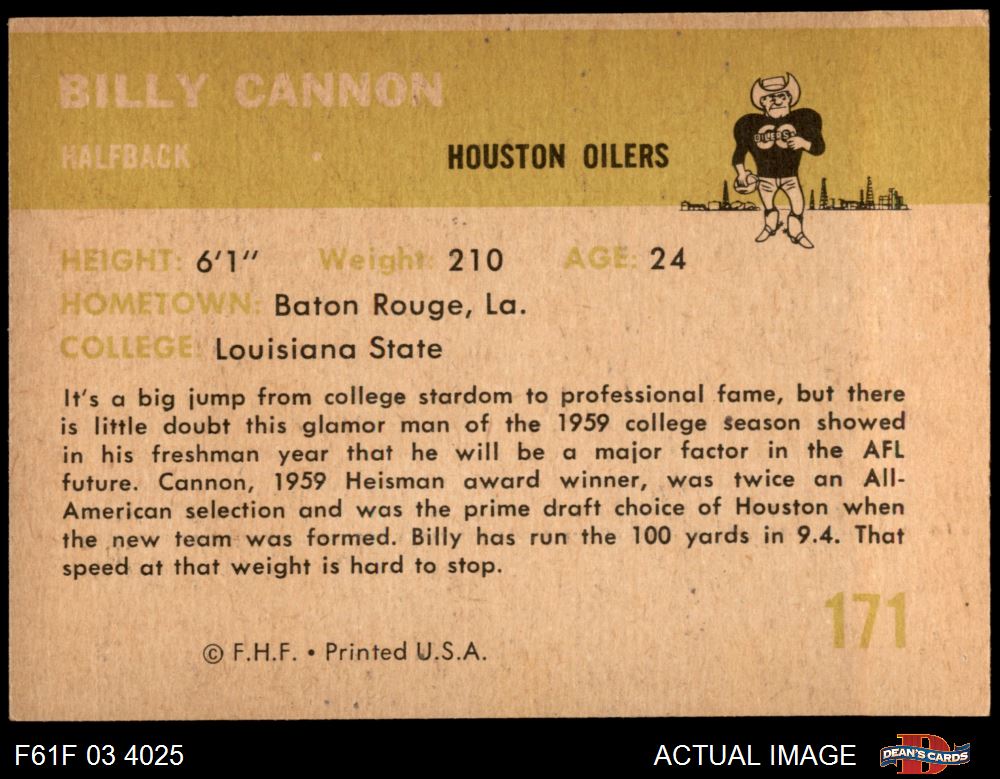 BILLY CANNON
HALFBACK
HOUSTON OILERS
OILERS
HEIGHT: 6'1" Weight: 210 AGE: 24
HOMETOWN: Baton Rouge, La.
COLLEGE: Louisiana State
It's a big jump from college stardom to professional fame, but there
is little doubt this glamor man of the 1959 college season showed
in his freshman year that he will be a major factor in the AFL
future. Cannon, 1959 Heisman award winner, was twice an All-
American selection and was the prime draft choice of Houston when
the new team was formed. Billy has run the 100 yards in 9.4. That
speed at that weight is hard to stop.
171
© F.H.F. • Printed U.S.A.
F61F 03 4025
ACTUAL IMAGE
D
DEAN'S CARDS